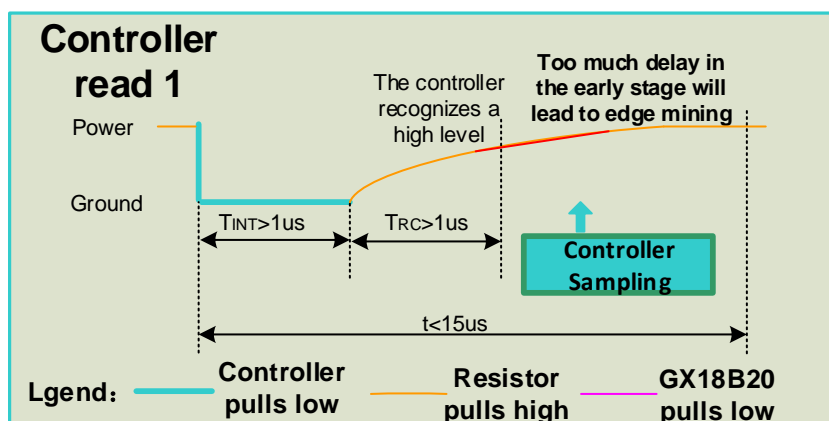 Controller
read 1
The controller
recognizes a
high level
Too much delay in
the early stage will
lead to edge mining
Power
Ground
TINT>1us
TRC>1us
Controller
Sampling
t<15us
Lgend：
Controller
pulls low
Resistor
pulls high
GX18B20
pulls low